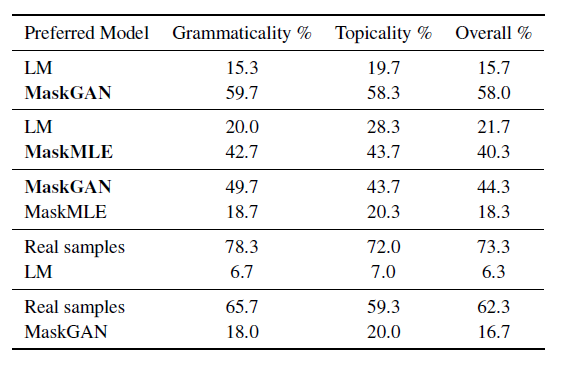 Preferred Model Grammaticality % Topicality % Overall %
LM 15.3 19.7 15.7
MaskGAN 59.7 58.3 58.0
LM 20.0 28.3 21.7
MaskMLE 42.7 43.7 40.3
MaskGAN 49.7 43.7 44.3
MaskMLE 18.7 20.3 18.3
Real samples 78.3 72.0 73.3
LM 6.7 7.0 6.3
Real samples 65.7 59.3 62.3
MaskGAN 18.0 20.0 16.7